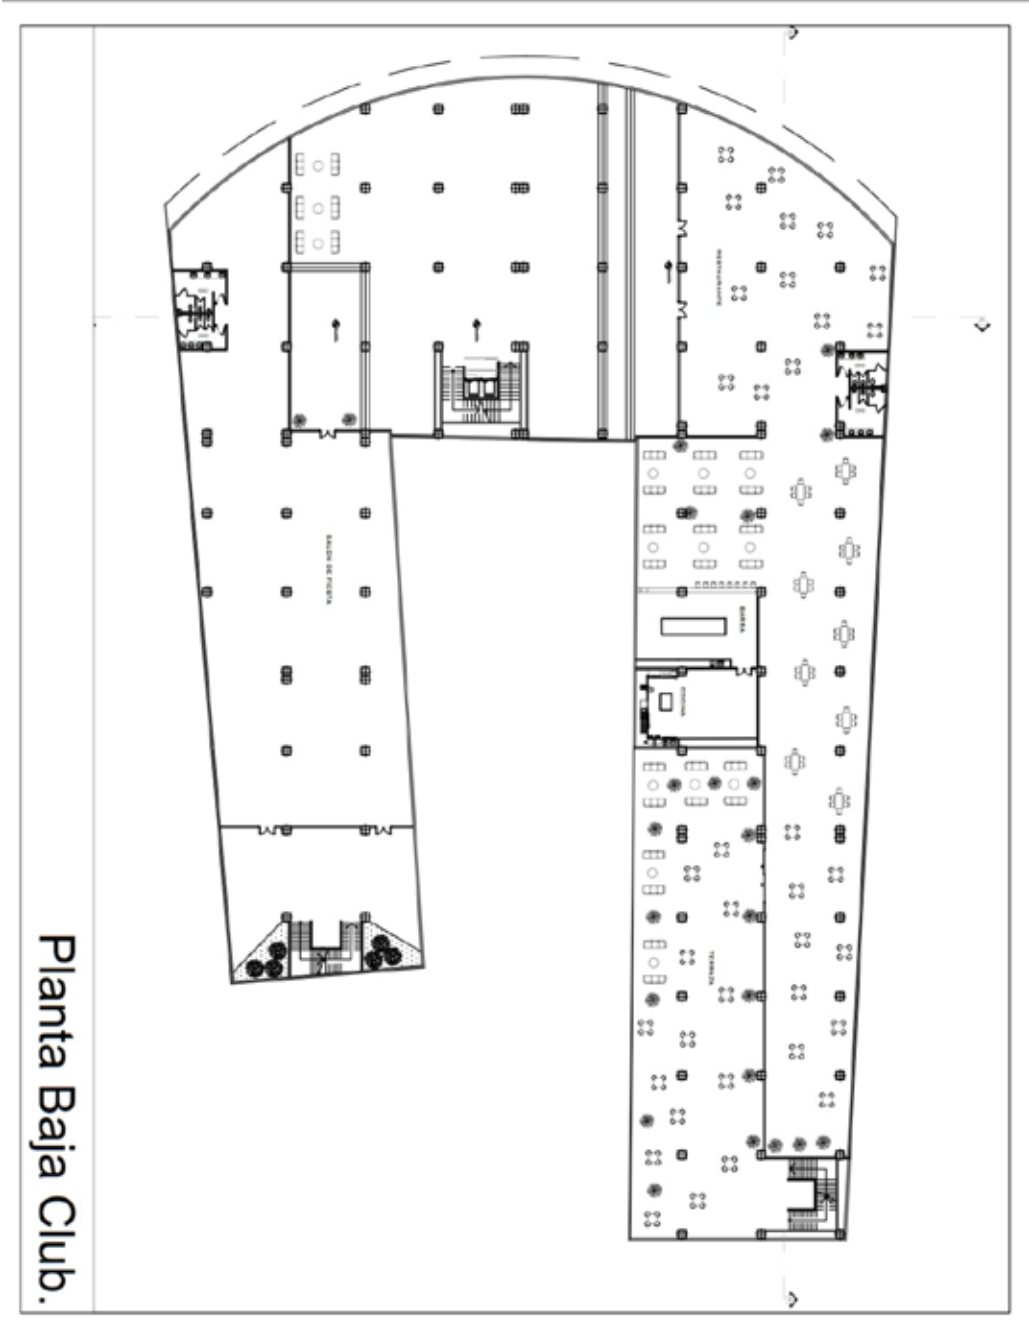 RESTAURANTE
SALON DE FIESTA
BARRA
COCINA
TERRAZA
Planta Baja Club.